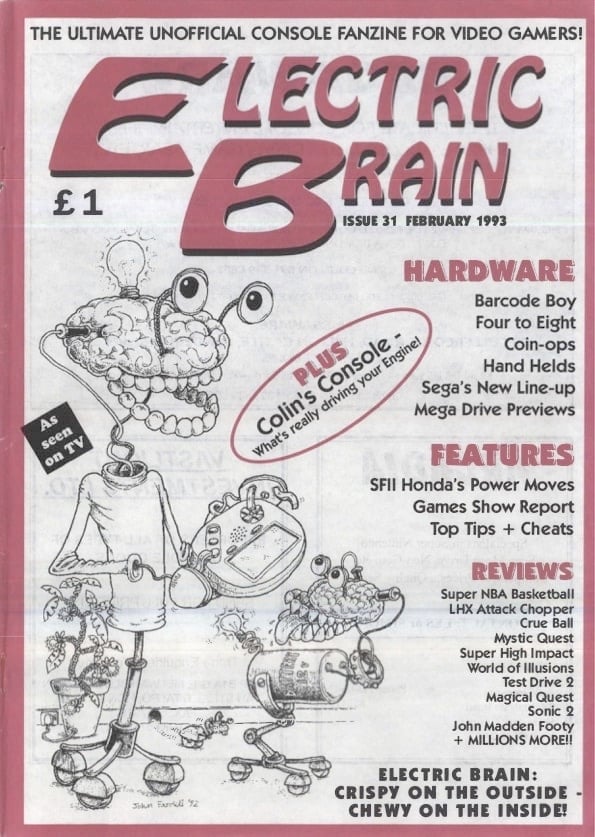 THE ULTIMATE UNOFFICIAL CONSOLE FANZINE FOR VIDEO GAMERS!
ELECTRIC
BRAIN
£1
ISSUE 31 FEBRUARY 1993
HARDWARE
Barcode Boy
Four to Eight
Coin-ops
Hand Helds
Sega's New Line-up
Mega Drive Previews
PLUS
Colin's Console -
What's really driving your Engine!
As
seen
on TV
FEATURES
SFII Honda's Power Moves
Games Show Report
Top Tips + Cheats
REVIEWS
Super NBA Basketball
LHX Attack Chopper
Crue Ball
Mystic Quest
Super High Impact
World of Illusions
Test Drive 2
Magical Quest
Sonic 2
John Madden Footy
+ MILLIONS MORE!!
12V
ELECTRIC BRAIN:
CRISPY ON THE OUTSIDE -
CHEWY ON THE INSIDE!